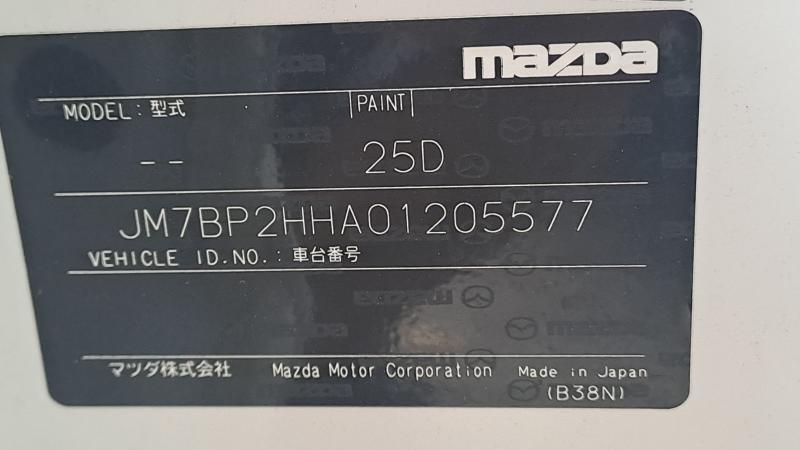 mazda
MODEL: 型式 |PAINT|
-- 25D
JM7BP2HHA01205577
VEHICLE ID.NO.: 車台番号
マツダ株式会社 Mazda Motor Corporation Made in Japan
(B38N)